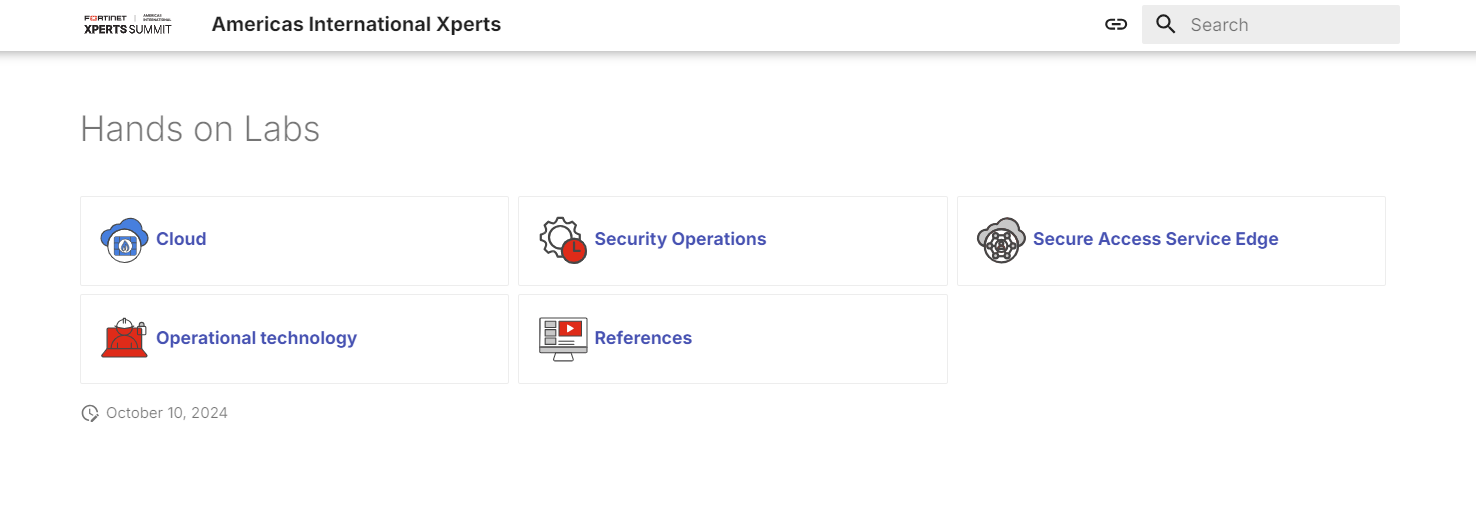 FORTINET
AMERICAS
INTERNATIONAL
XPERTS SUMMIT
Americas International Xperts
Search
Hands on Labs
Cloud
Security Operations
Secure Access Service Edge
Operational technology
References
October 10, 2024